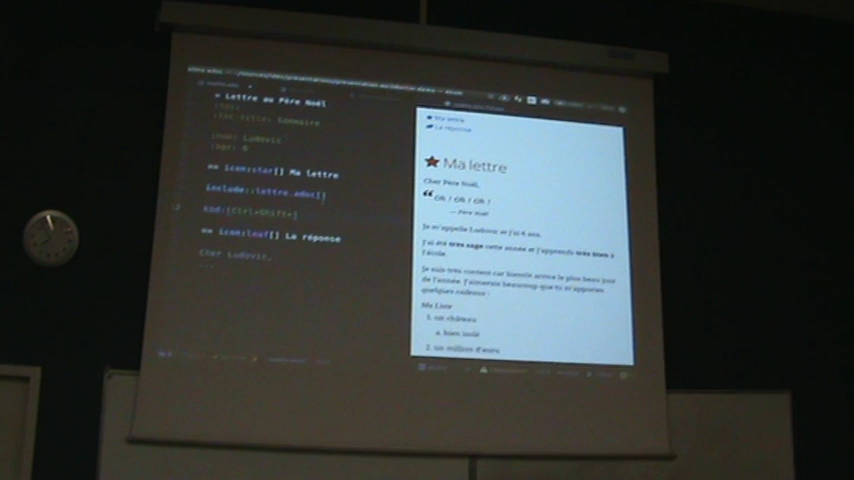 = Lettre au Père Noël
:toc:
:toc-title: Sommaire
:nom: Ludovic
:age: 6
== icon:star[] Ma lettre
include::lettre.adoc[]
kbd:[Ctrl+Shift+]
== icon:leaf[] La réponse
Cher Ludovic,
Ma lettre
La réponse
Ma lettre
Cher Père Noël,
OH ! OH ! OH !
— Père Noël
Je m'appelle Ludovic et j'ai 6 ans.
J'ai été très sage cette année et j'apprends très bien à
l'école.
Je suis très content car bientôt arrive le plus beau jour
de l'année. J'aimerais beaucoup que tu m'apportes
quelques cadeaux :
Ma Liste
1. un château
a. bien isolé
2. un million d'euro